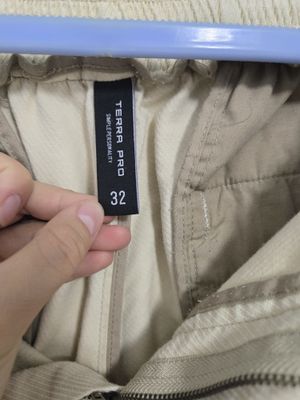 TERRA PRO
SIMPLE PERSONALITY
32